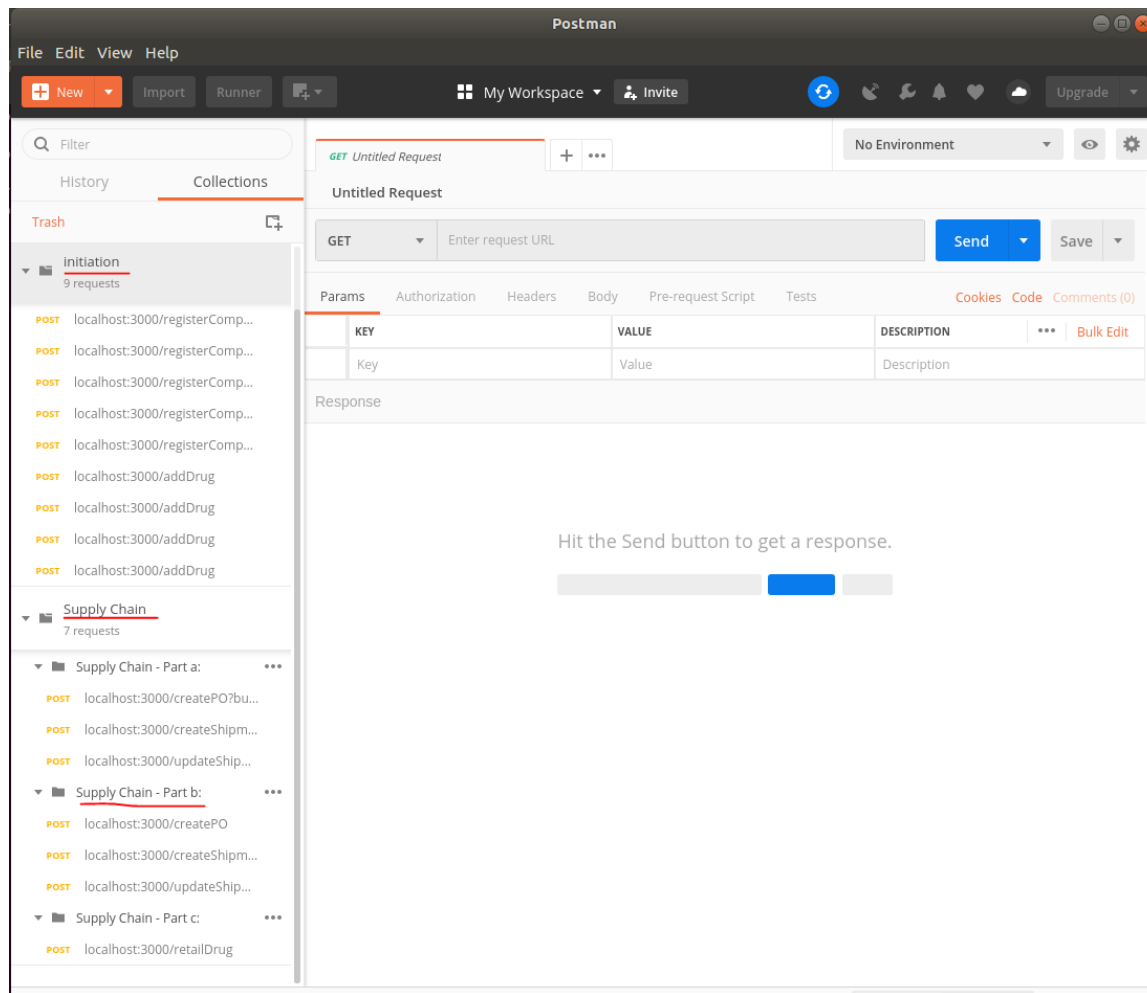 Postman
File Edit View Help
New Import Runner My Workspace Invite Upgrade
Filter
History Collections
Trash
initiation
9 requests
POST localhost:3000/registerComp...
POST localhost:3000/registerComp...
POST localhost:3000/registerComp...
POST localhost:3000/registerComp...
POST localhost:3000/registerComp...
POST localhost:3000/addDrug
POST localhost:3000/addDrug
POST localhost:3000/addDrug
POST localhost:3000/addDrug
Supply Chain
7 requests
Supply Chain - Part a:
POST localhost:3000/createPO?bu...
POST localhost:3000/createShipm...
POST localhost:3000/updateShip...
Supply Chain - Part b:
POST localhost:3000/createPO
POST localhost:3000/createShipm...
POST localhost:3000/updateShip...
Supply Chain - Part c:
POST localhost:3000/retailDrug
GET Untitled Request
No Environment
Untitled Request
GET Enter request URL Send Save
Params Authorization Headers Body Pre-request Script Tests Cookies Code Comments (0)
KEY VALUE DESCRIPTION Bulk Edit
Key Value Description
Response
Hit the Send button to get a response.